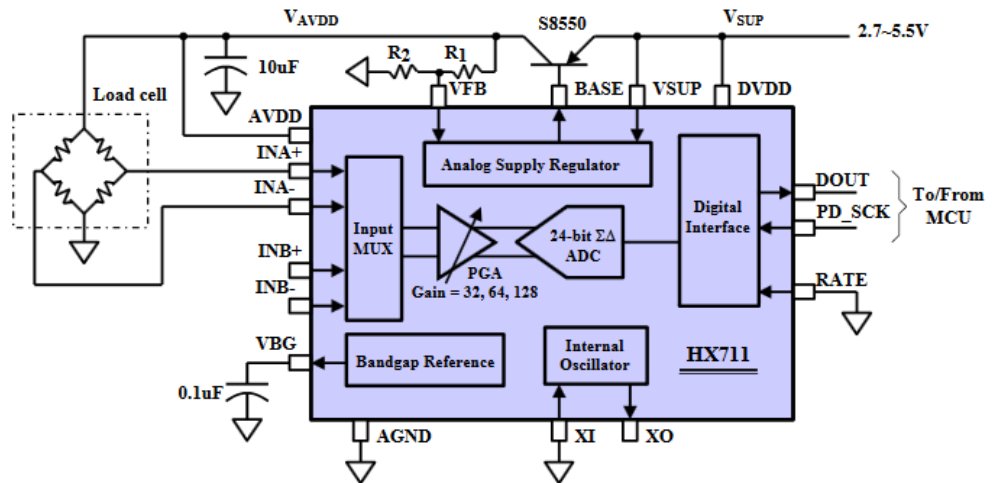 VAVDD
S8550
VSUP
2.7~5.5V
R2
R1
10uF
VFB
BASE
VSUP
DVDD
Load cell
AVDD
INA+
INA-
INB+
INB-
VBG
0.1uF
Analog Supply Regulator
Input
MUX
PGA
Gain = 32, 64, 128
24-bit ΣΔ
ADC
Digital
Interface
DOUT
PD_SCK
To/From
MCU
RATE
Bandgap Reference
Internal
Oscillator
HX711
AGND
XI
XO